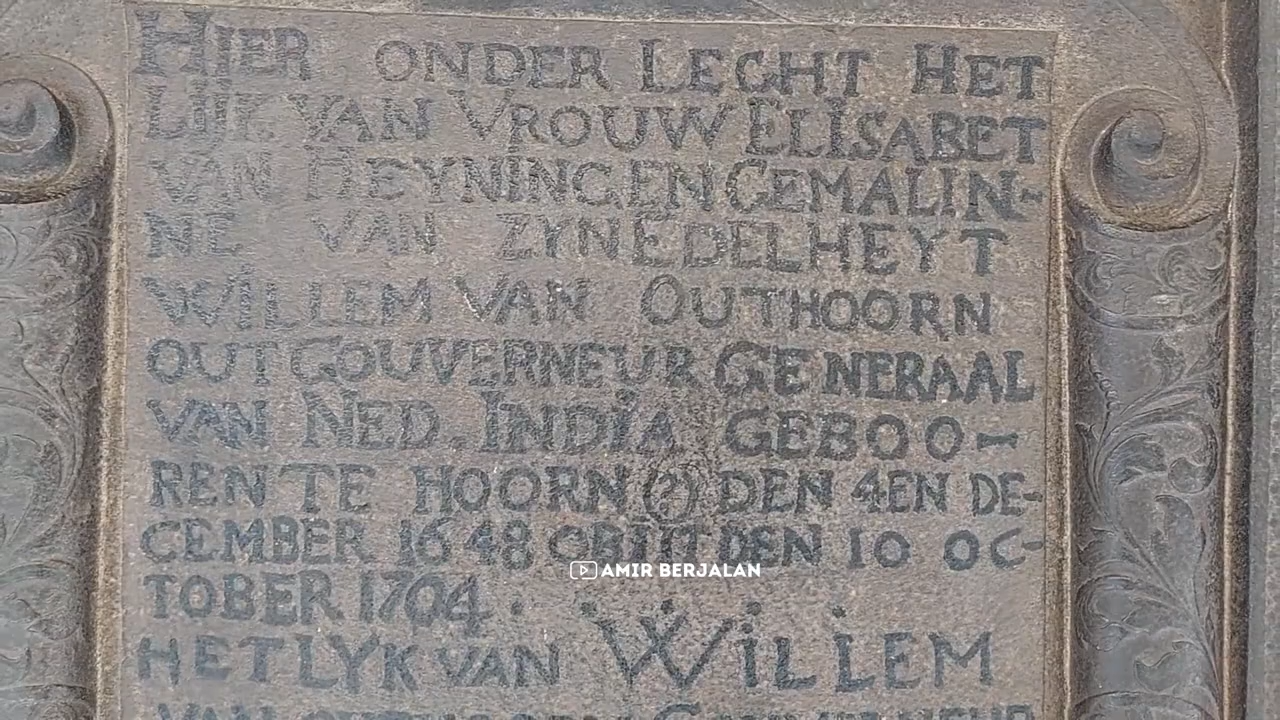 HIER ONDER LEGHT HET
LIIK VAN VROUW ELISABET
VAN HEYNINGEN GEMALIN-
NE VAN ZYN EDELHEYT
WILLEM VAN OUTHOORN
OUT GOUVERNEUR GENERAAL
VAN NED. INDIA GEBOO-
REN TE HOORN (?) DEN 4EN DE-
CEMBER 1648 OBIIT DEN 10 OC-
TOBER 1704.
AMIR BERJALAN
HET LYK VAN WILLEM